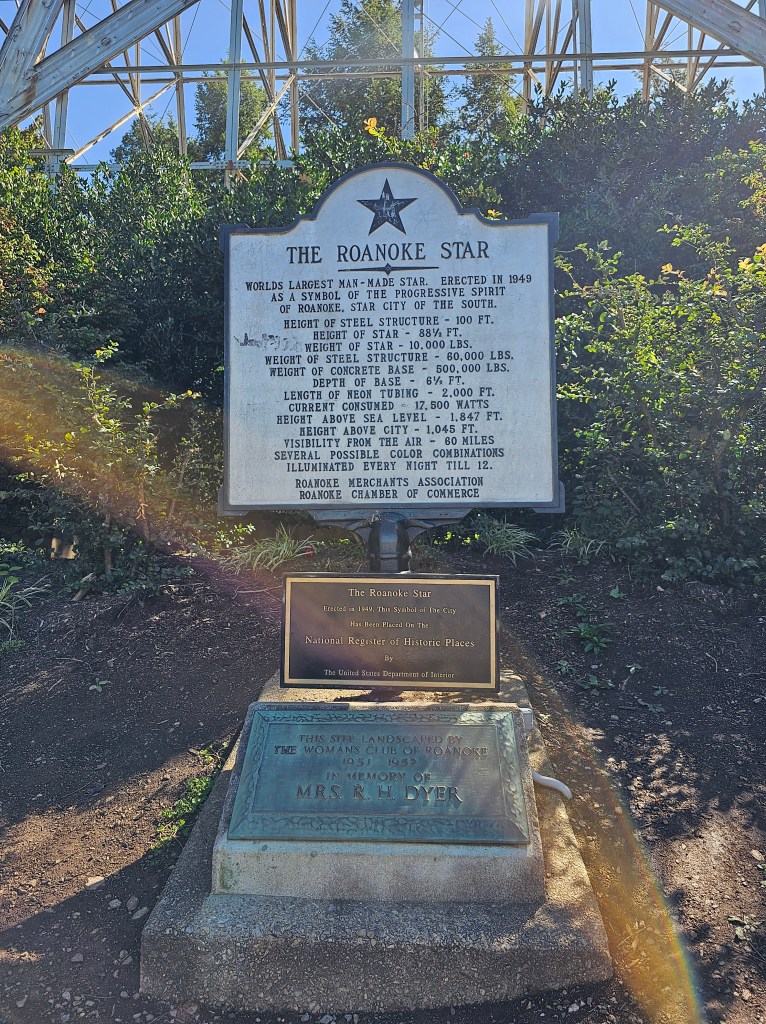 THE ROANOKE STAR
WORLDS LARGEST MAN-MADE STAR. ERECTED IN 1949
AS A SYMBOL OF THE PROGRESSIVE SPIRIT
OF ROANOKE, STAR CITY OF THE SOUTH.
HEIGHT OF STEEL STRUCTURE - 100 FT.
HEIGHT OF STAR - 88½ FT.
WEIGHT OF STAR - 10,000 LBS.
WEIGHT OF STEEL STRUCTURE - 60,000 LBS.
WEIGHT OF CONCRETE BASE - 500,000 LBS.
DEPTH OF BASE - 6½ FT.
LENGTH OF NEON TUBING - 2,000 FT.
CURRENT CONSUMED - 17,500 WATTS
HEIGHT ABOVE SEA LEVEL - 1,847 FT.
HEIGHT ABOVE CITY - 1,045 FT.
VISIBILITY FROM THE AIR - 60 MILES
SEVERAL POSSIBLE COLOR COMBINATIONS
ILLUMINATED EVERY NIGHT TILL 12.
ROANOKE MERCHANTS ASSOCIATION
ROANOKE CHAMBER OF COMMERCE
The Roanoke Star
Erected in 1949, This Symbol of The City
Has Been Placed On The
National Register of Historic Places
By
The United States Department of Interior
THIS SITE LANDSCAPED BY
THE WOMANS CLUB OF ROANOKE
1951 1952
IN MEMORY OF
MRS. R. H. DYER